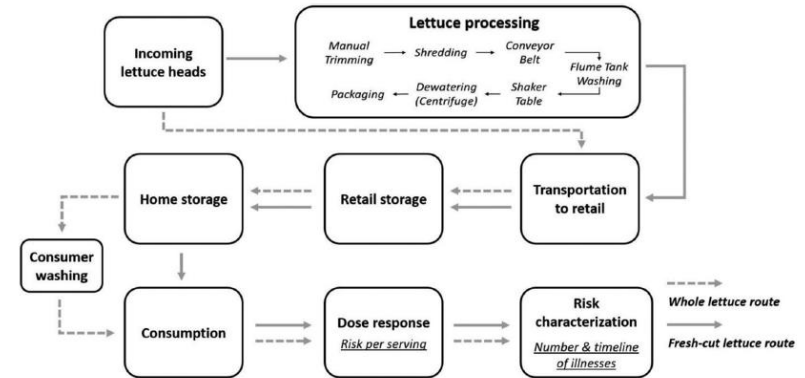 Lettuce processing
Incoming
lettuce heads
Manual
Trimming
Shredding
Conveyor
Belt
Flume Tank
Washing
Shaker
Table
Dewatering
(Centrifuge)
Packaging
Transportation
to retail
Retail storage
Home storage
Consumer
washing
Consumption
Dose response
Risk per serving
Risk
characterization
Number & timeline
of illnesses
Whole lettuce route
Fresh-cut lettuce route